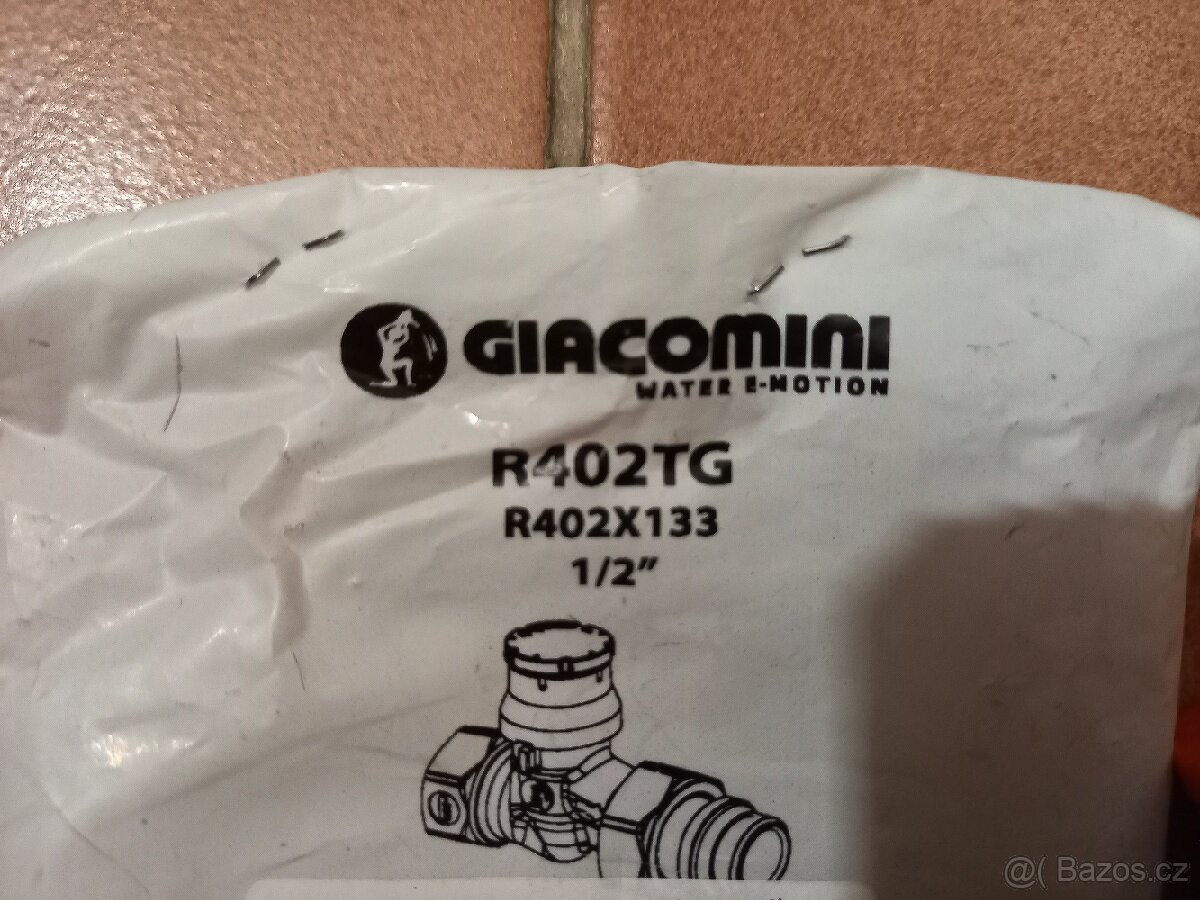 GIACOMINI
WATER E-MOTION
R402TG
R402X133
1/2"
@( Bazos.cz